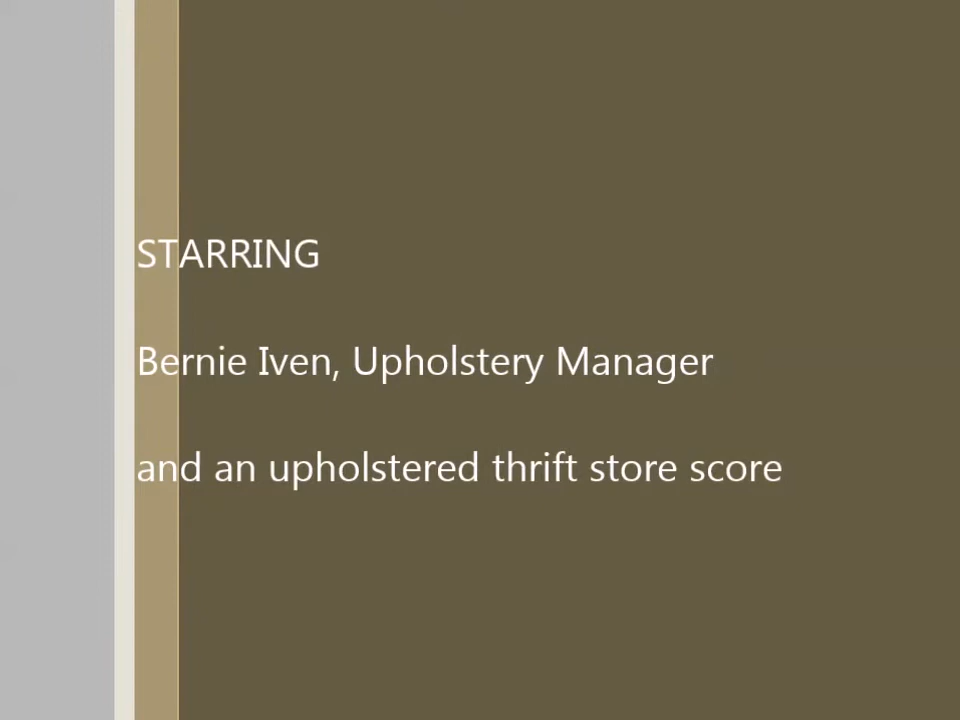 STARRING
Bernie Iven, Upholstery Manager
and an upholstered thrift store score